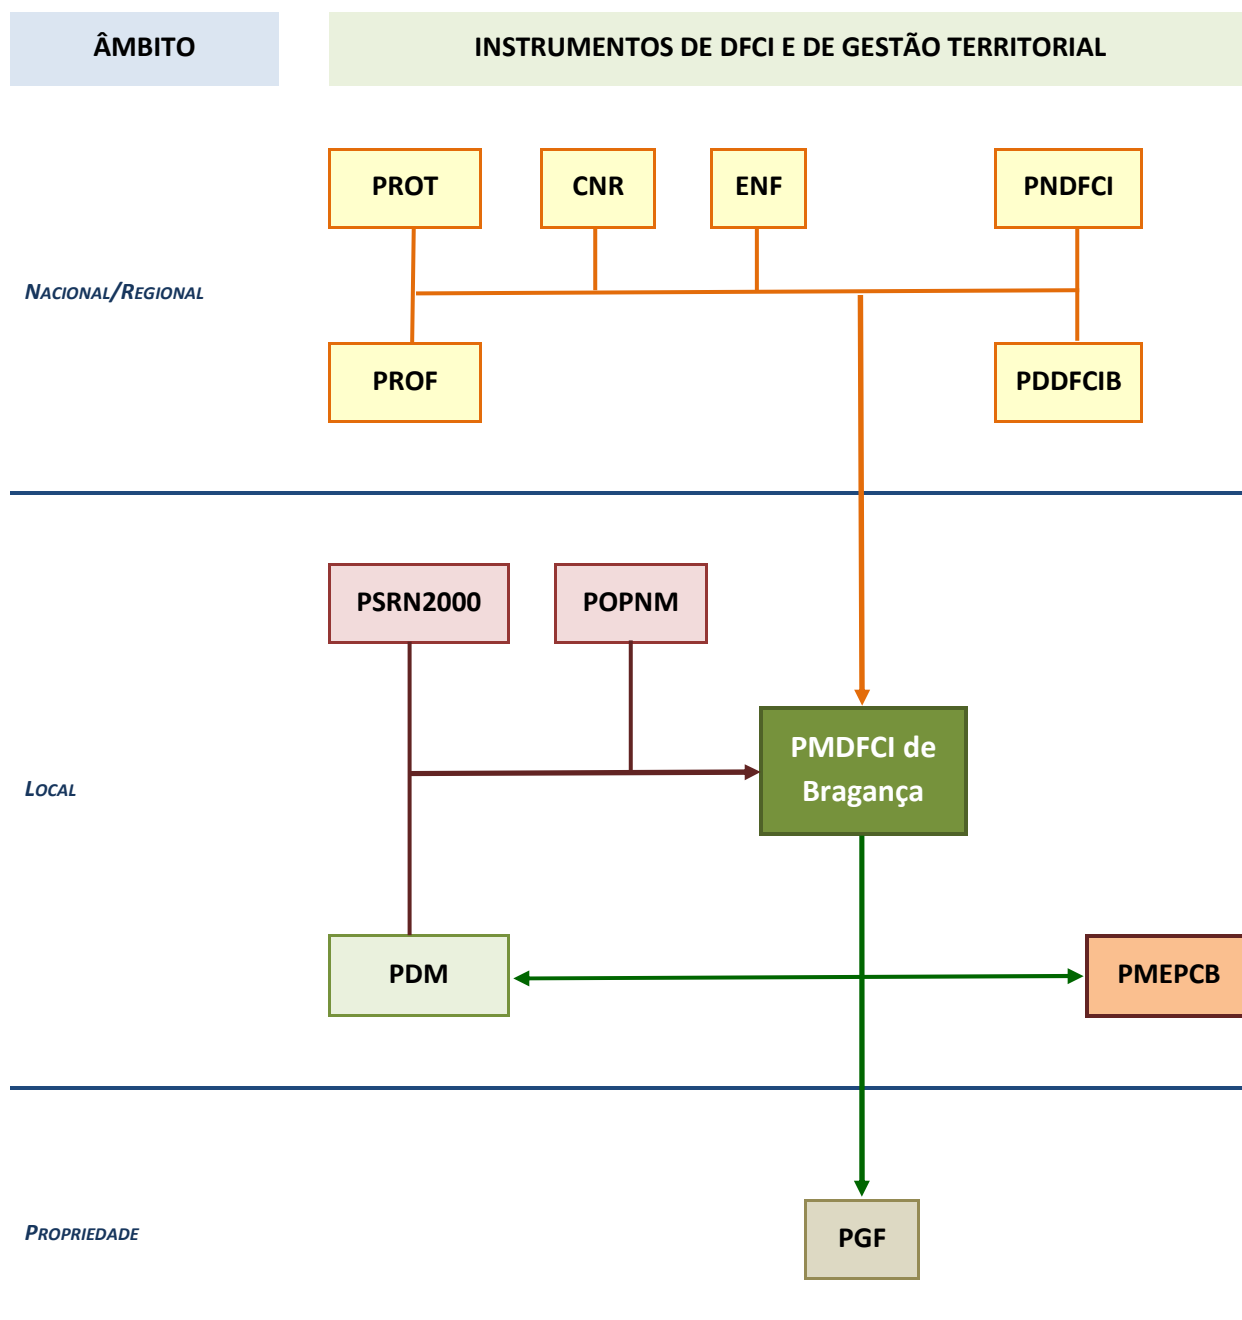 ÂMBITO
INSTRUMENTOS DE DFCI E DE GESTÃO TERRITORIAL
PROT
CNR
ENF
PNDFCI
NACIONAL/REGIONAL
PROF
PDDFCIB
PSRN2000
POPNM
PMDFCI de
Bragança
LOCAL
PDM
PMEPCB
PROPRIEDADE
PGF